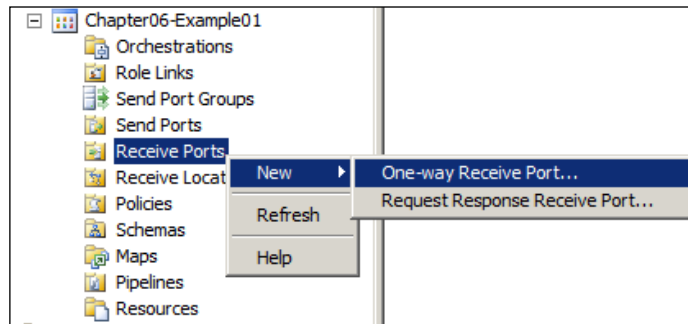 Chapter06-Example01
Orchestrations
Role Links
Send Port Groups
Send Ports
Receive Ports
New
One-way Receive Port...
Receive Locat
Request Response Receive Port...
Policies
Refresh
Schemas
Maps
Help
Pipelines
Resources